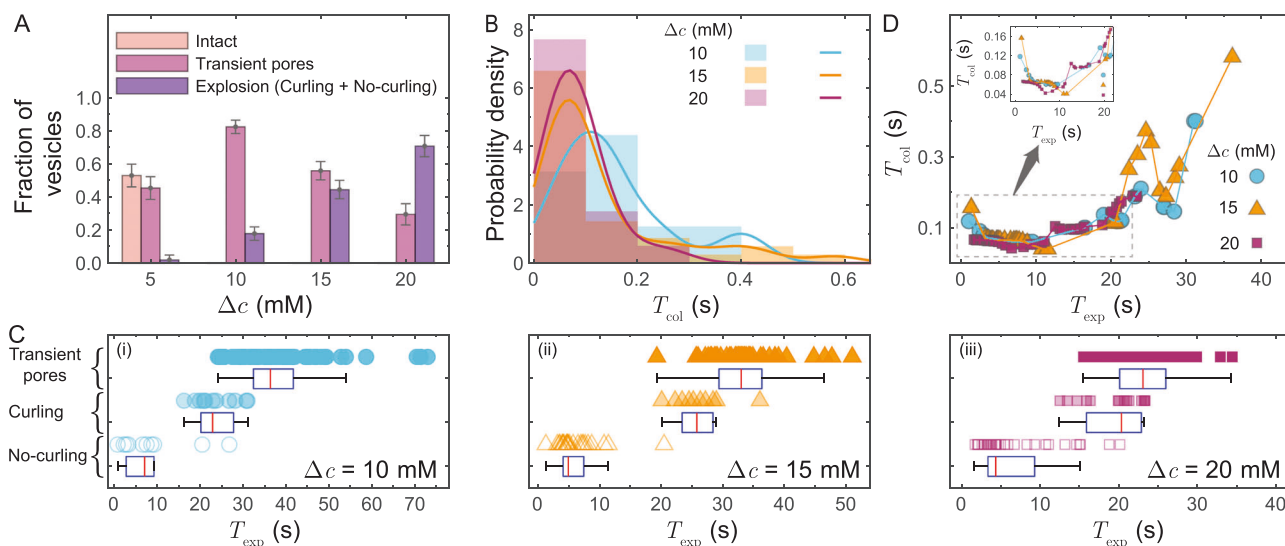 A
Intact
Transient pores
Explosion (Curling + No-curling)
Fraction of
vesicles
1.0
0.8
0.6
0.4
0.2
0.0
5 10 15 20
Δc (mM)
B
Probability density
8
6
4
2
0
Δc (mM)
10
15
20
0.0 0.2 0.4 0.6
T_col (s)
D
T_col (s)
0.5
0.3
0.1
0.16
0.12
0.08
0.04
T_col (s)
0 5 10 15 20
T_exp (s)
Δc (mM)
10
15
20
0 10 20 30 40
T_exp (s)
C
Transient
pores
Curling
No-curling
(i)
Δc = 10 mM
0 10 20 30 40 50 60 70 80
T_exp (s)
(ii)
Δc = 15 mM
0 10 20 30 40 50
T_exp (s)
(iii)
Δc = 20 mM
0 10 20 30 40
T_exp (s)